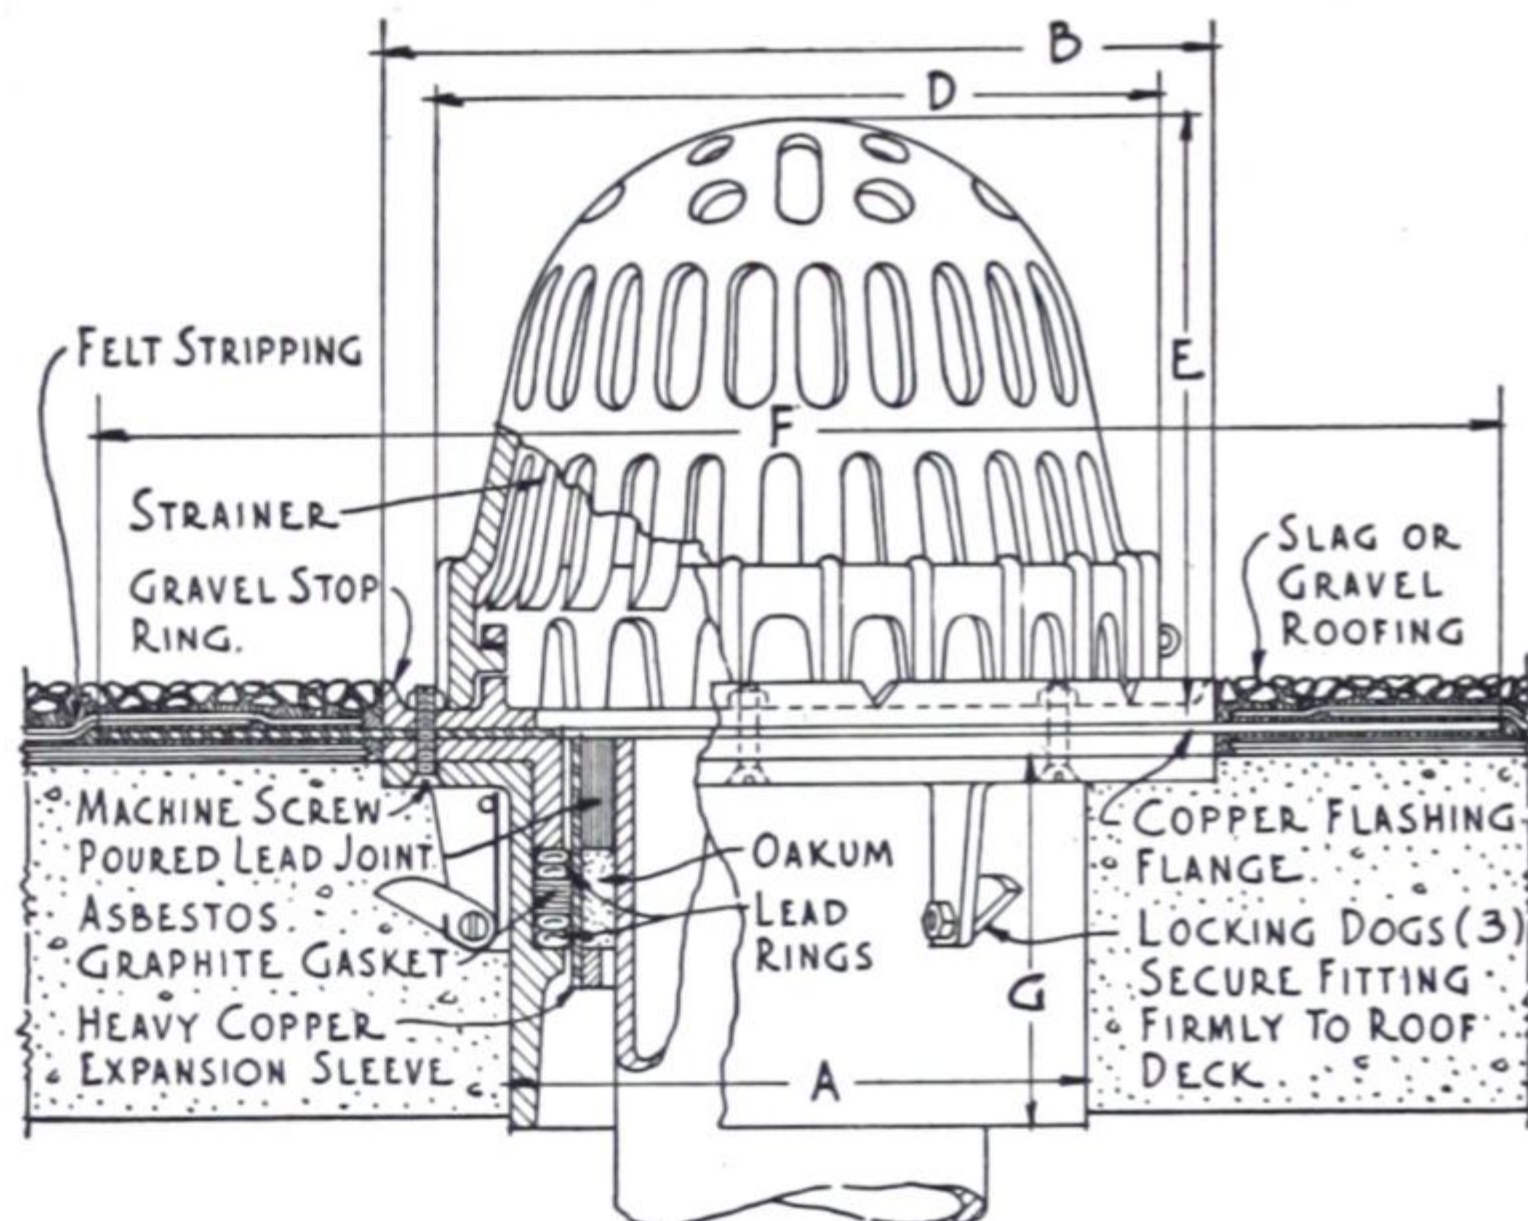 B
D
E
FELT STRIPPING
F
STRAINER
GRAVEL STOP
RING.
SLAG OR
GRAVEL
ROOFING
MACHINE SCREW
POURED LEAD JOINT
ASBESTOS
GRAPHITE GASKET
HEAVY COPPER
EXPANSION SLEEVE
OAKUM
LEAD
RINGS
COPPER FLASHING
FLANGE.
LOCKING DOGS (3)
SECURE FITTING
FIRMLY TO ROOF
DECK.
G
A